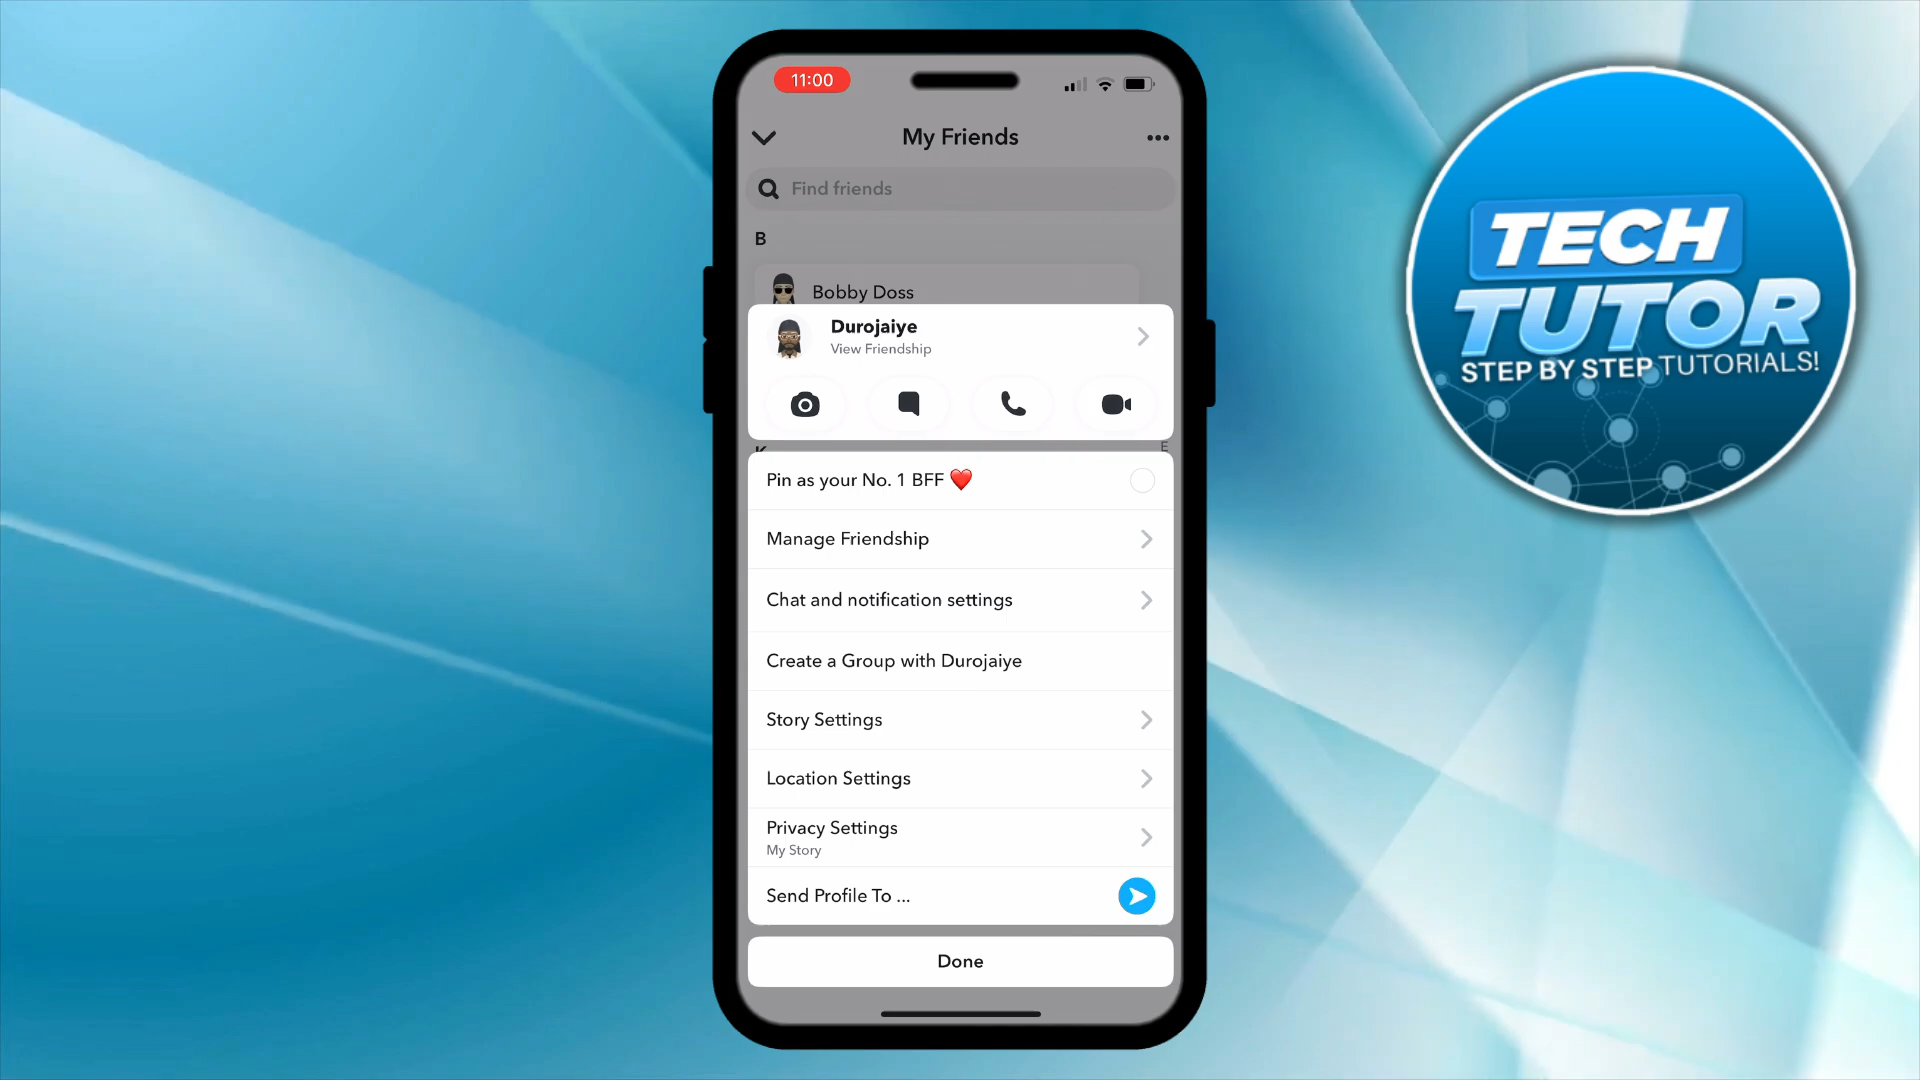 11:00
My Friends
Find friends
B
Bobby Doss
Durojaiye
View Friendship
Pin as your No. 1 BFF ❤️
Manage Friendship
Chat and notification settings
Create a Group with Durojaiye
Story Settings
Location Settings
Privacy Settings
My Story
Send Profile To ...
Done
TECH
TUTOR
STEP BY STEP TUTORIALS!